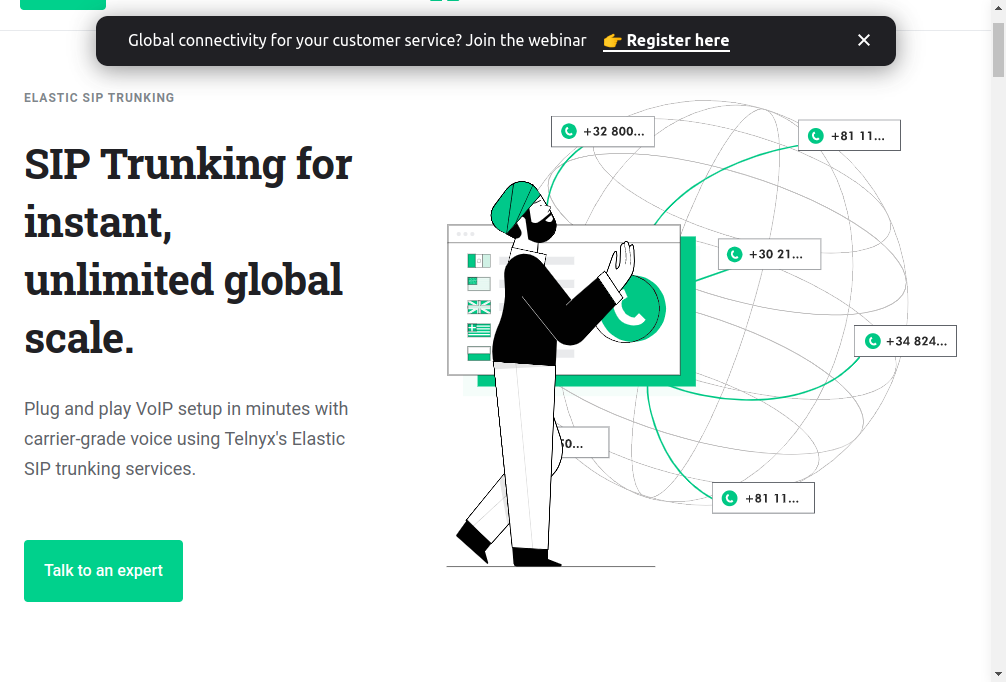 Global connectivity for your customer service? Join the webinar 👉 Register here
ELASTIC SIP TRUNKING
SIP Trunking for
instant,
unlimited global
scale.
Plug and play VoIP setup in minutes with
carrier-grade voice using Telnyx's Elastic
SIP trunking services.
Talk to an expert
+32 800...
+81 11...
+30 21...
+34 824...
50...
+81 11...